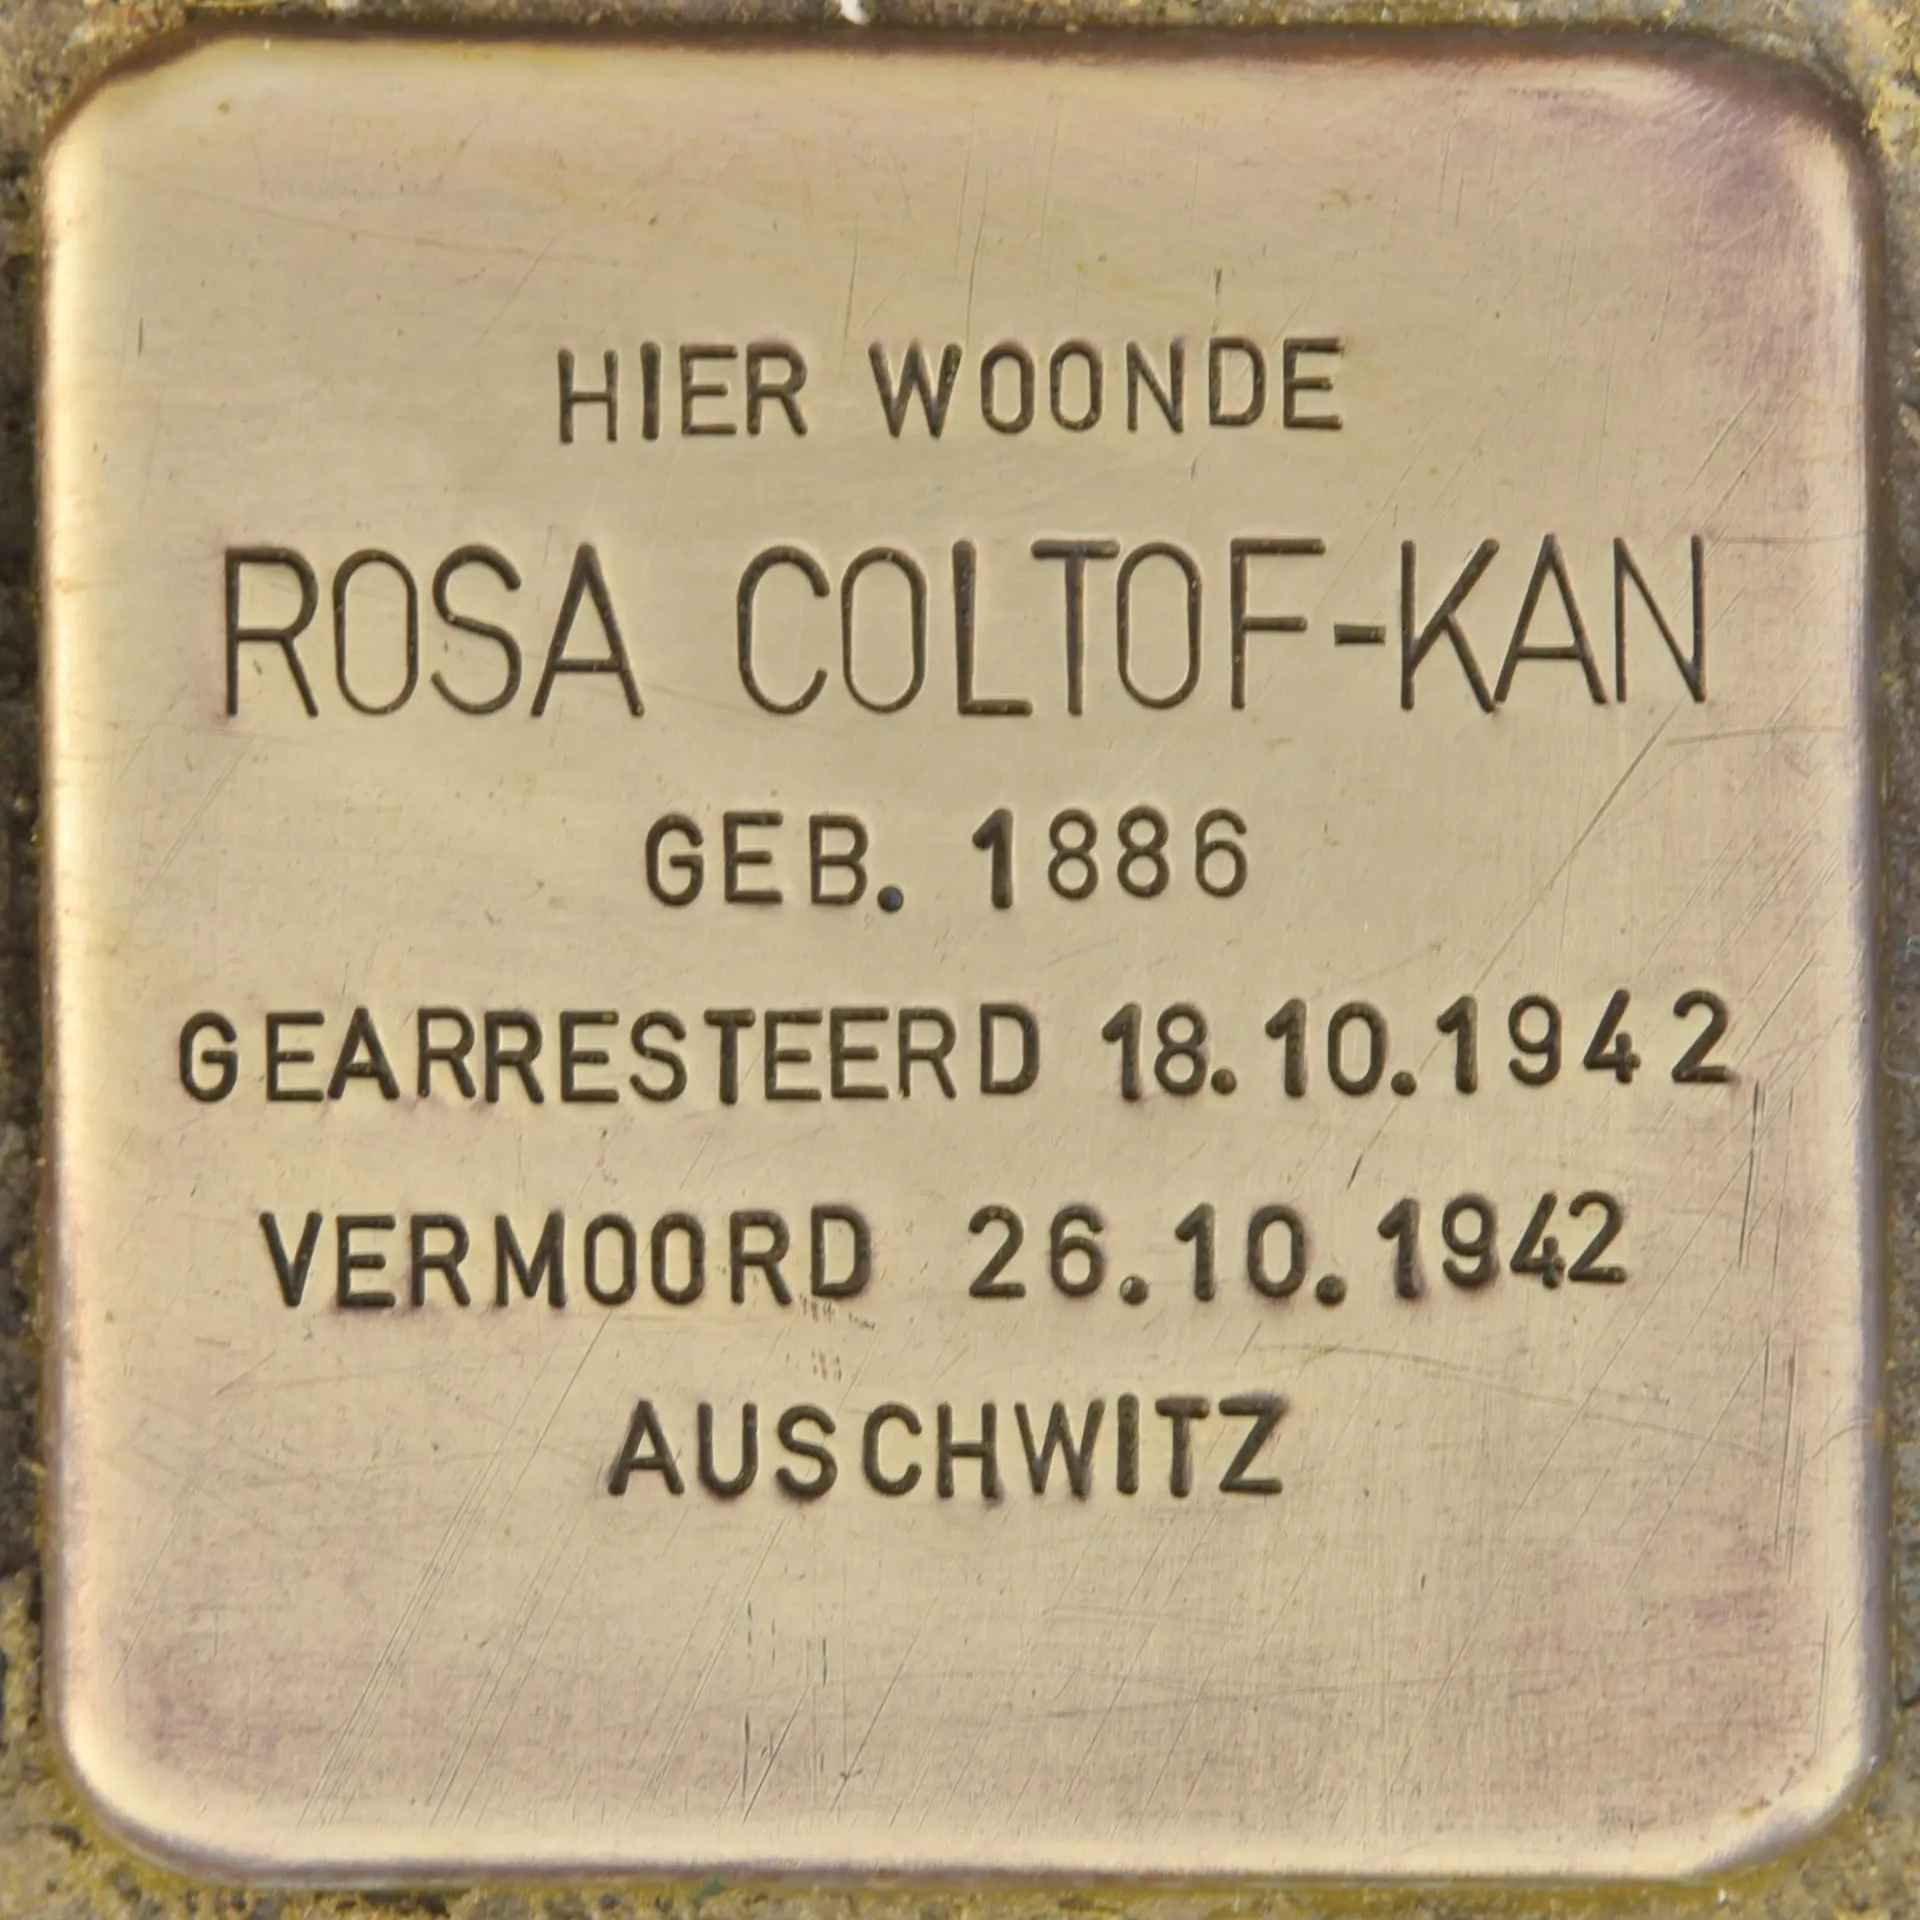 HIER WOONDE
ROSA COLTOF-KAN
GEB. 1886
GEARRESTEERD 18.10.1942
VERMOORD 26.10.1942
AUSCHWITZ